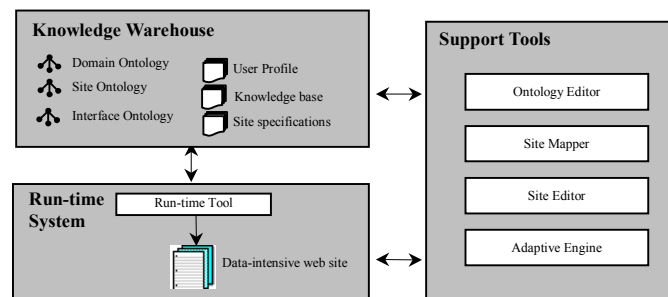 Knowledge Warehouse
Domain Ontology
Site Ontology
Interface Ontology
User Profile
Knowledge base
Site specifications
Support Tools
Ontology Editor
Site Mapper
Site Editor
Adaptive Engine
Run-time
System
Run-time Tool
Data-intensive web site